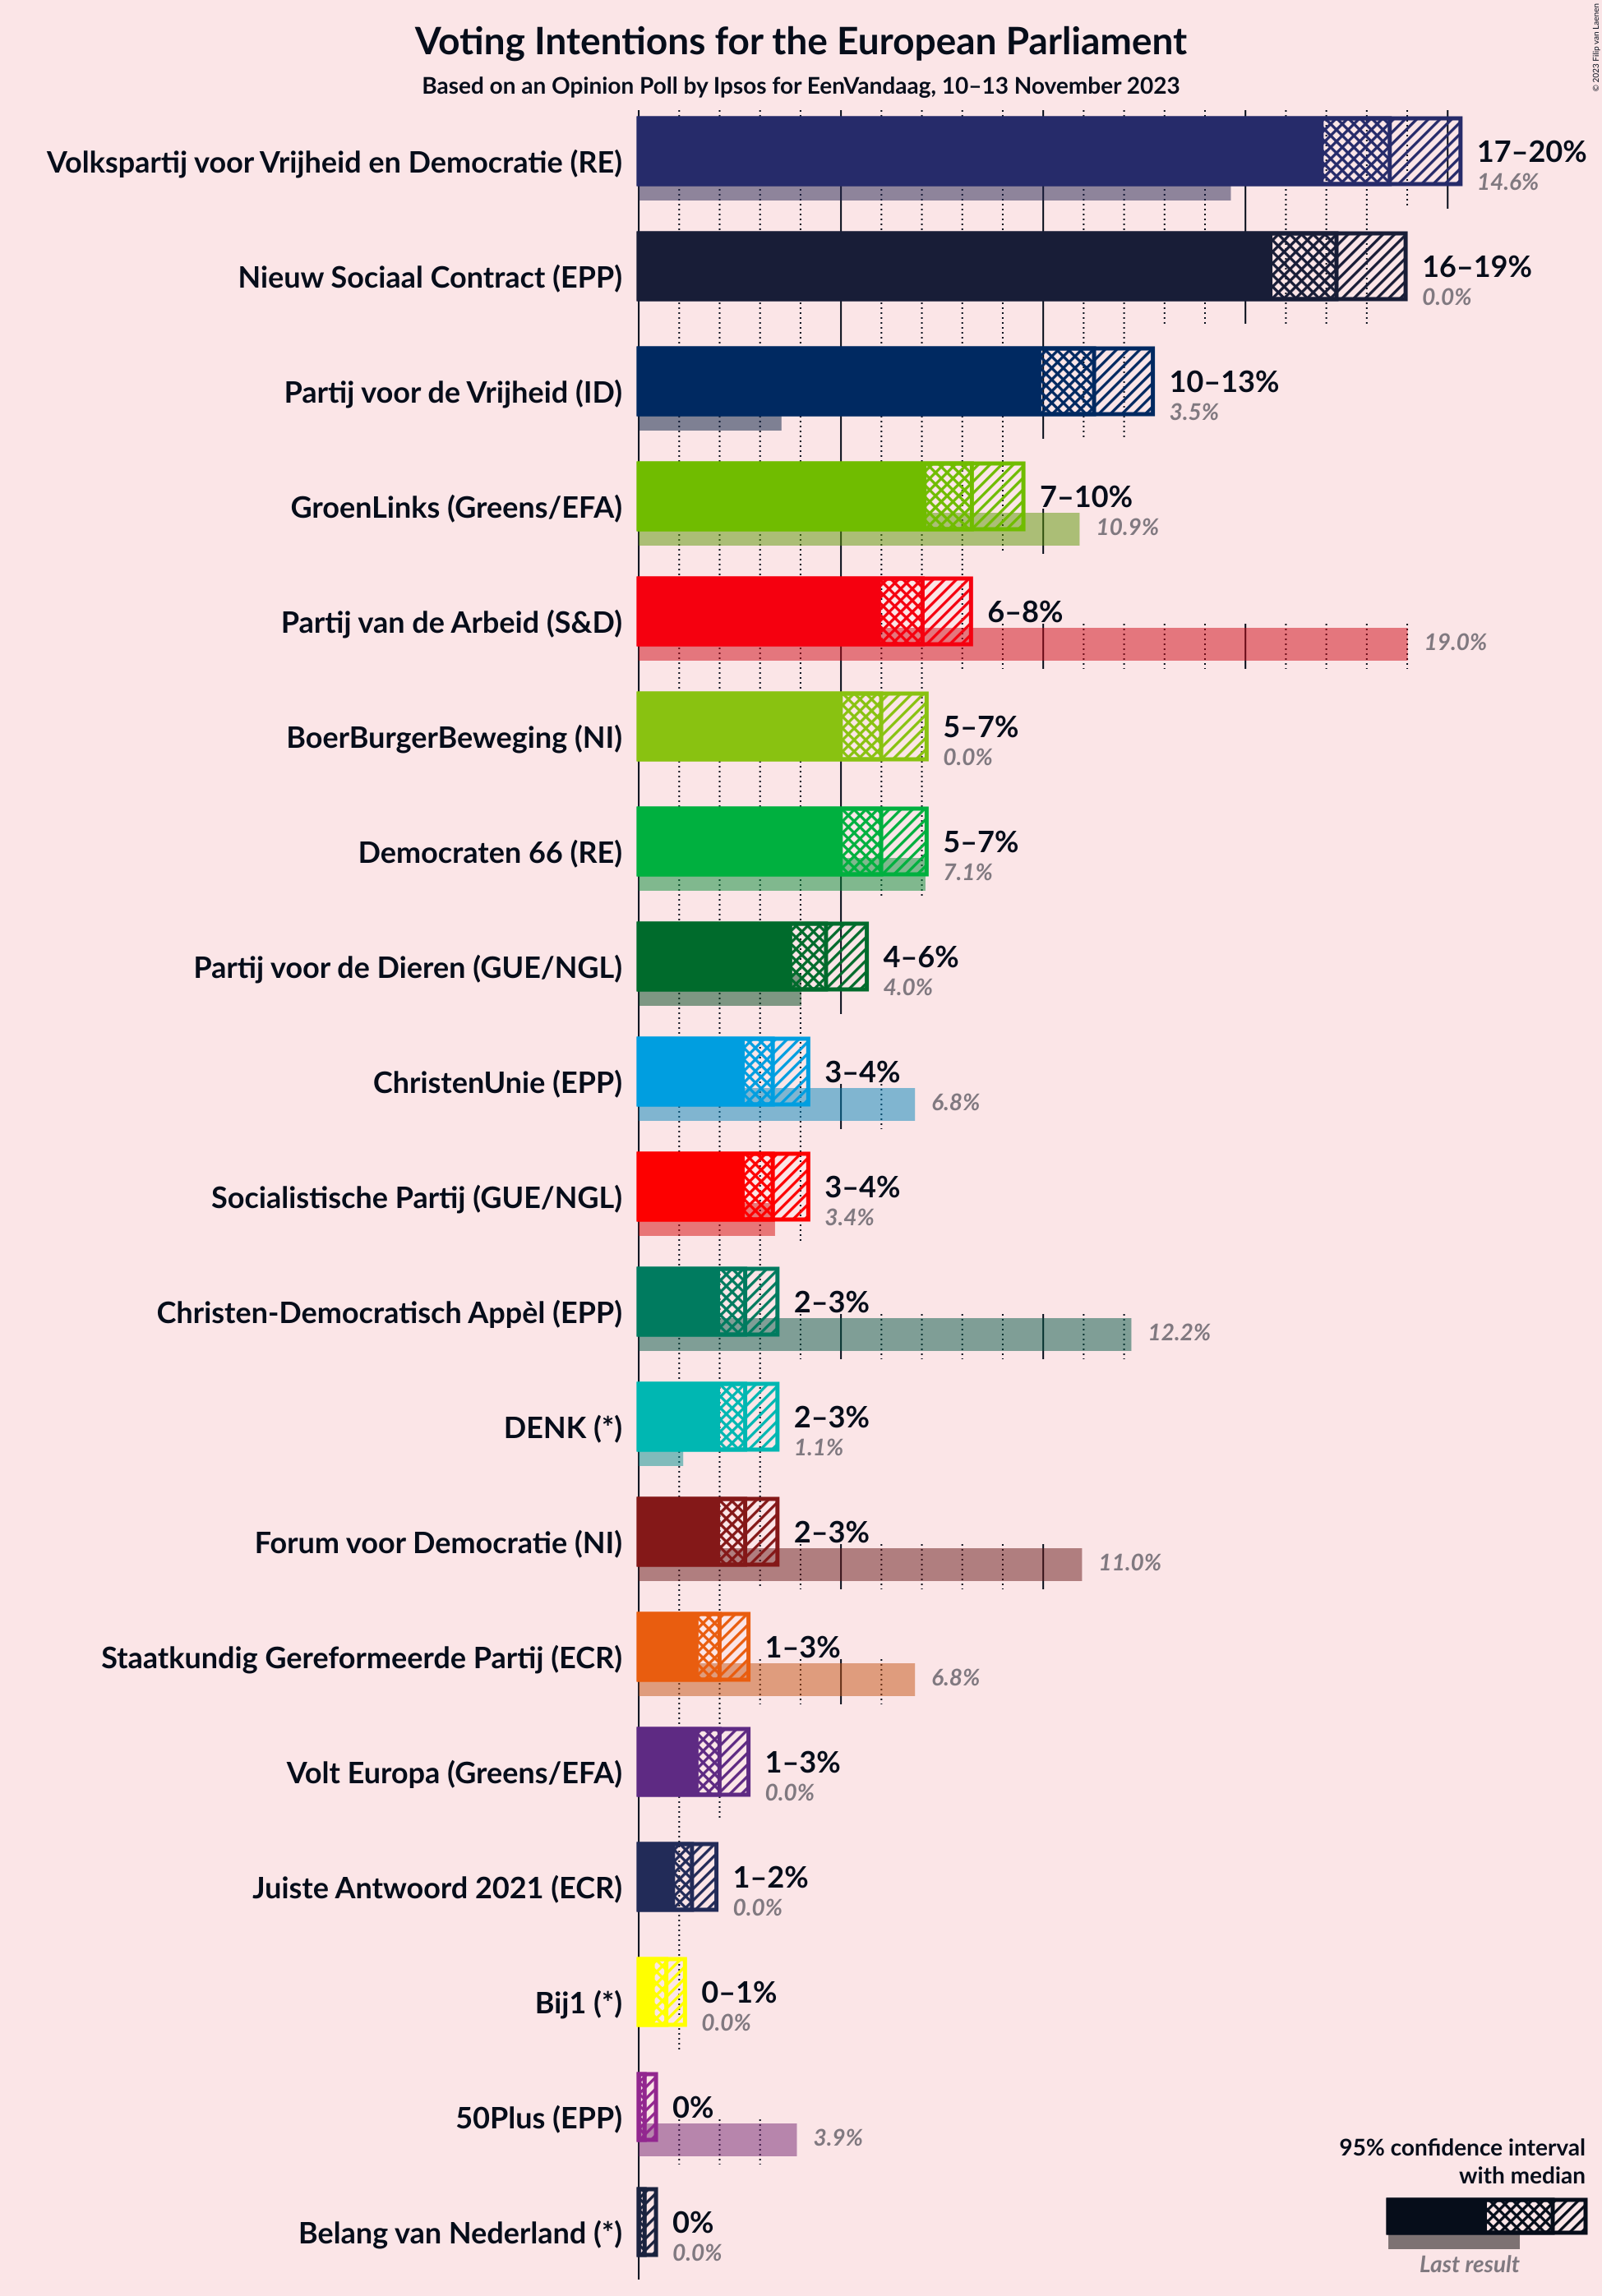 Voting Intentions for the European Parliament
Based on an Opinion Poll by Ipsos for EenVandaag, 10–13 November 2023
© 2023 Filip van Laenen
Volkspartij voor Vrijheid en Democratie (RE)
17–20%
14.6%
Nieuw Sociaal Contract (EPP)
16–19%
0.0%
Partij voor de Vrijheid (ID)
10–13%
3.5%
GroenLinks (Greens/EFA)
7–10%
10.9%
Partij van de Arbeid (S&D)
6–8%
19.0%
BoerBurgerBeweging (NI)
5–7%
0.0%
Democraten 66 (RE)
5–7%
7.1%
Partij voor de Dieren (GUE/NGL)
4–6%
4.0%
ChristenUnie (EPP)
3–4%
6.8%
Socialistische Partij (GUE/NGL)
3–4%
3.4%
Christen-Democratisch Appèl (EPP)
2–3%
12.2%
DENK (*)
2–3%
1.1%
Forum voor Democratie (NI)
2–3%
11.0%
Staatkundig Gereformeerde Partij (ECR)
1–3%
6.8%
Volt Europa (Greens/EFA)
1–3%
0.0%
Juiste Antwoord 2021 (ECR)
1–2%
0.0%
Bij1 (*)
0–1%
0.0%
50Plus (EPP)
0%
3.9%
Belang van Nederland (*)
0%
0.0%
95% confidence interval
with median
Last result